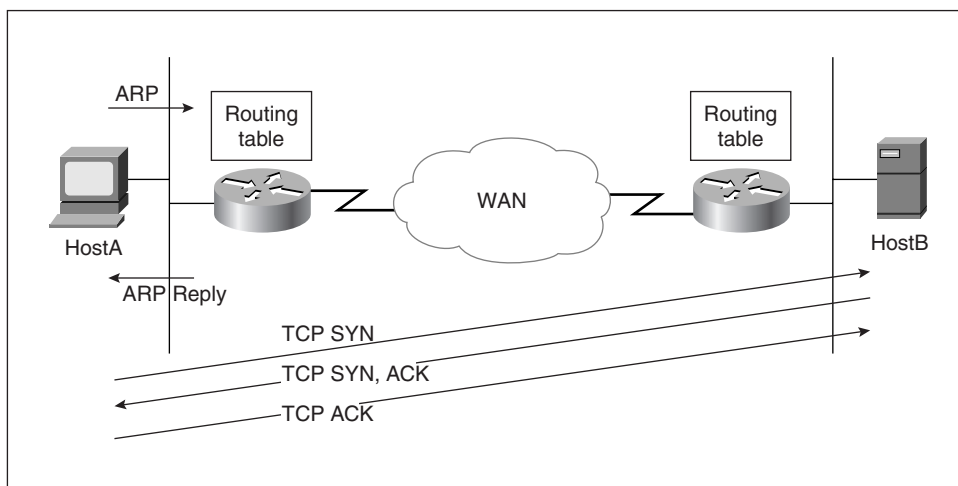 ARP
Routing
table
Routing
table
WAN
HostA
HostB
ARP Reply
TCP SYN
TCP SYN, ACK
TCP ACK